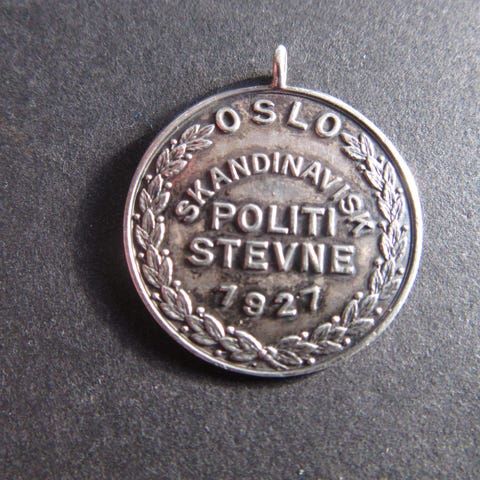 OSLO
SKANDINAVISK
POLITI
STEVNE
1927